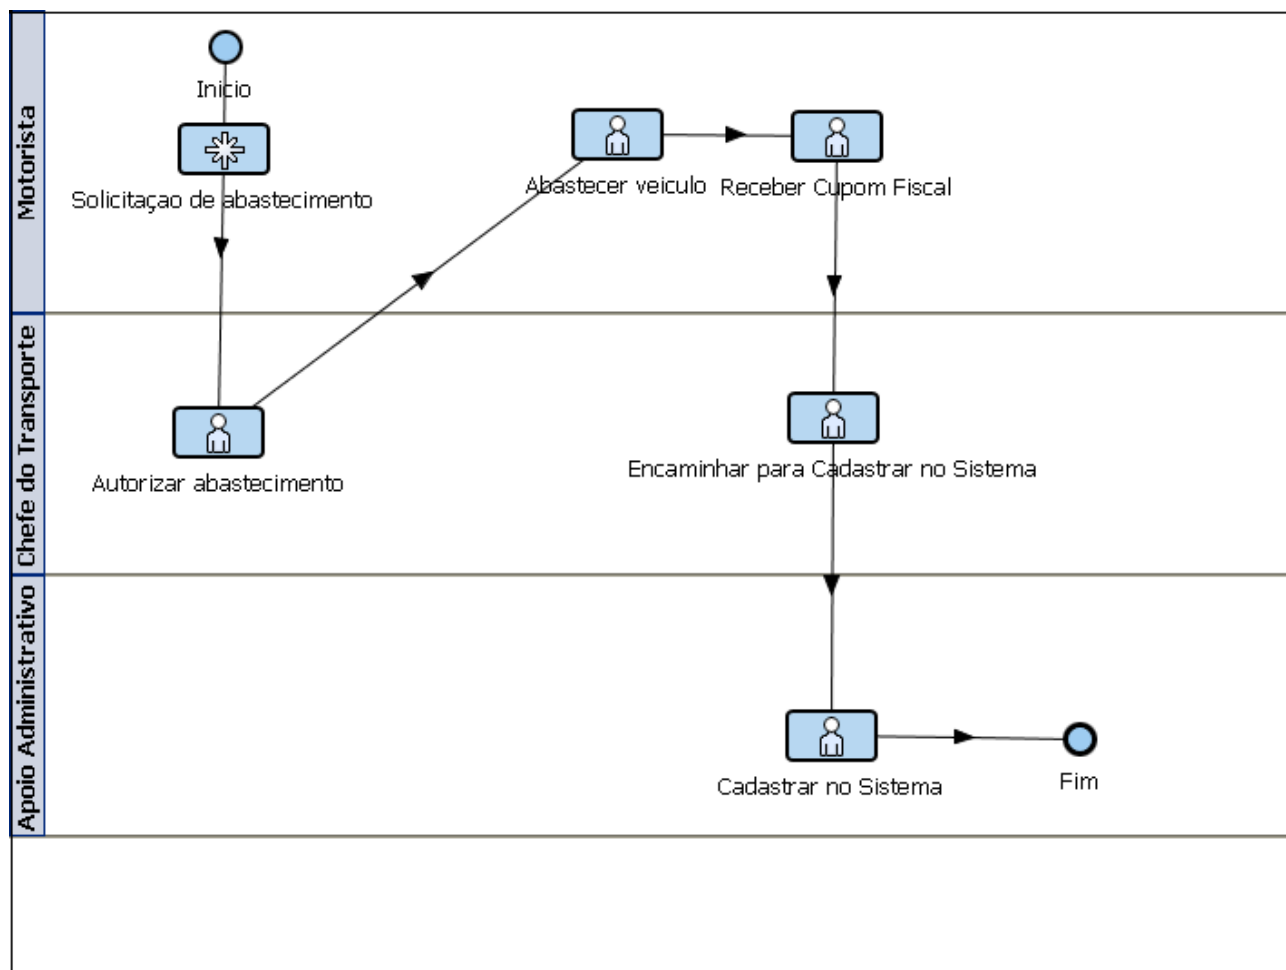 Motorista
Inicio
Solicitaçao de abastecimento
Abastecer veiculo
Receber Cupom Fiscal
Chefe do Transporte
Autorizar abastecimento
Encaminhar para Cadastrar no Sistema
Apoio Administrativo
Cadastrar no Sistema
Fim